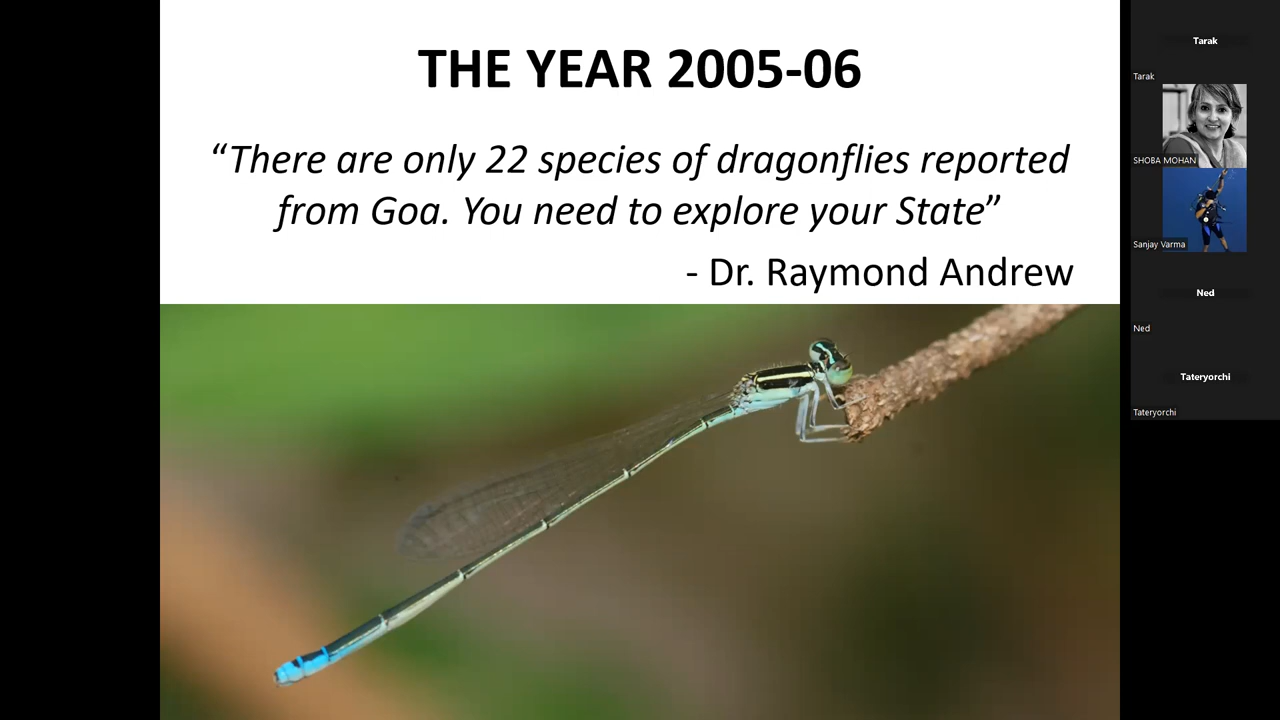 THE YEAR 2005-06
“There are only 22 species of dragonflies reported
from Goa. You need to explore your State”
- Dr. Raymond Andrew
Tarak
Tarak
SHOBA MOHAN
Sanjay Varma
Ned
Ned
Tateryorchi
Tateryorchi